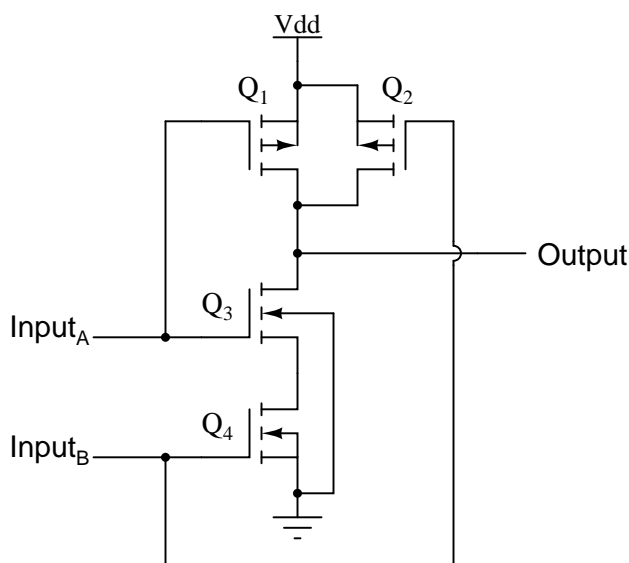 Vdd
Q1 Q2
Output
Q3
InputA
Q4
InputB